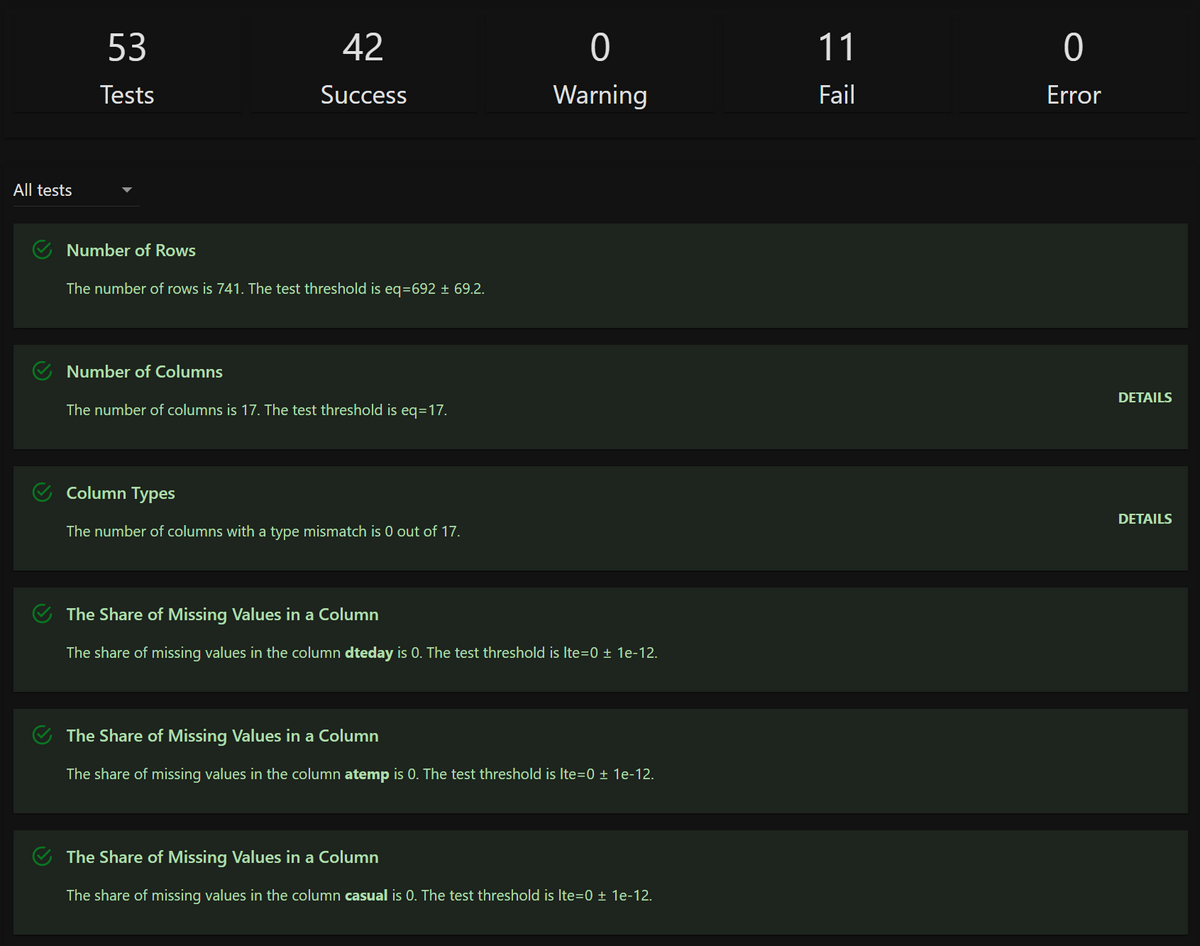 53
Tests
42
Success
0
Warning
11
Fail
0
Error
All tests
Number of Rows
The number of rows is 741. The test threshold is eq=692 ± 69.2.
Number of Columns
The number of columns is 17. The test threshold is eq=17.
DETAILS
Column Types
The number of columns with a type mismatch is 0 out of 17.
DETAILS
The Share of Missing Values in a Column
The share of missing values in the column dteday is 0. The test threshold is lte=0 ± 1e-12.
The Share of Missing Values in a Column
The share of missing values in the column atemp is 0. The test threshold is lte=0 ± 1e-12.
The Share of Missing Values in a Column
The share of missing values in the column casual is 0. The test threshold is lte=0 ± 1e-12.